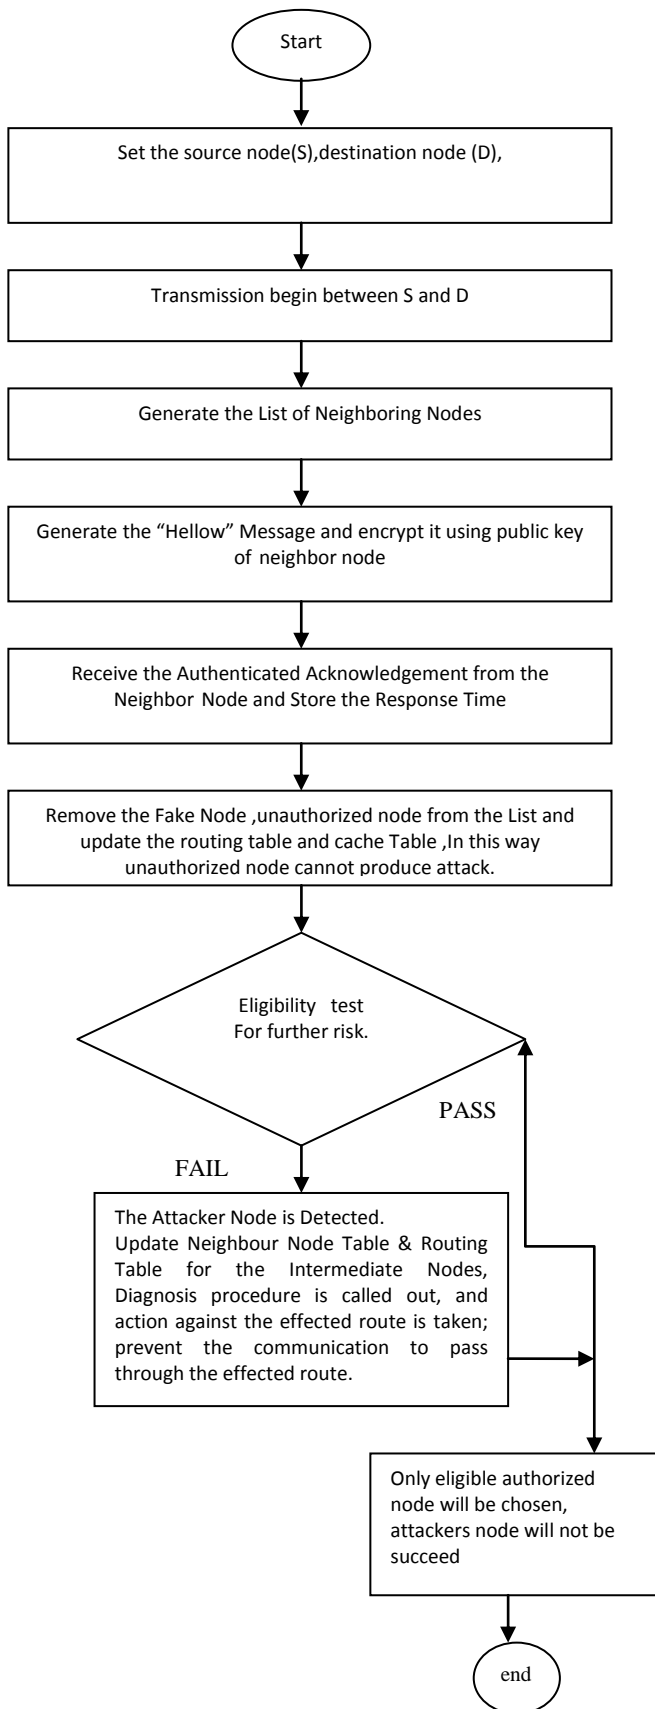 Start
Set the source node(S),destination node (D),
Transmission begin between S and D
Generate the List of Neighboring Nodes
Generate the “Hellow” Message and encrypt it using public key
of neighbor node
Receive the Authenticated Acknowledgement from the
Neighbor Node and Store the Response Time
Remove the Fake Node ,unauthorized node from the List and
update the routing table and cache Table ,In this way
unauthorized node cannot produce attack.
Eligibility test
For further risk.
PASS
FAIL
The Attacker Node is Detected.
Update Neighbour Node Table & Routing
Table for the Intermediate Nodes,
Diagnosis procedure is called out, and
action against the effected route is taken;
prevent the communication to pass
through the effected route.
Only eligible authorized
node will be chosen,
attackers node will not be
succeed
end